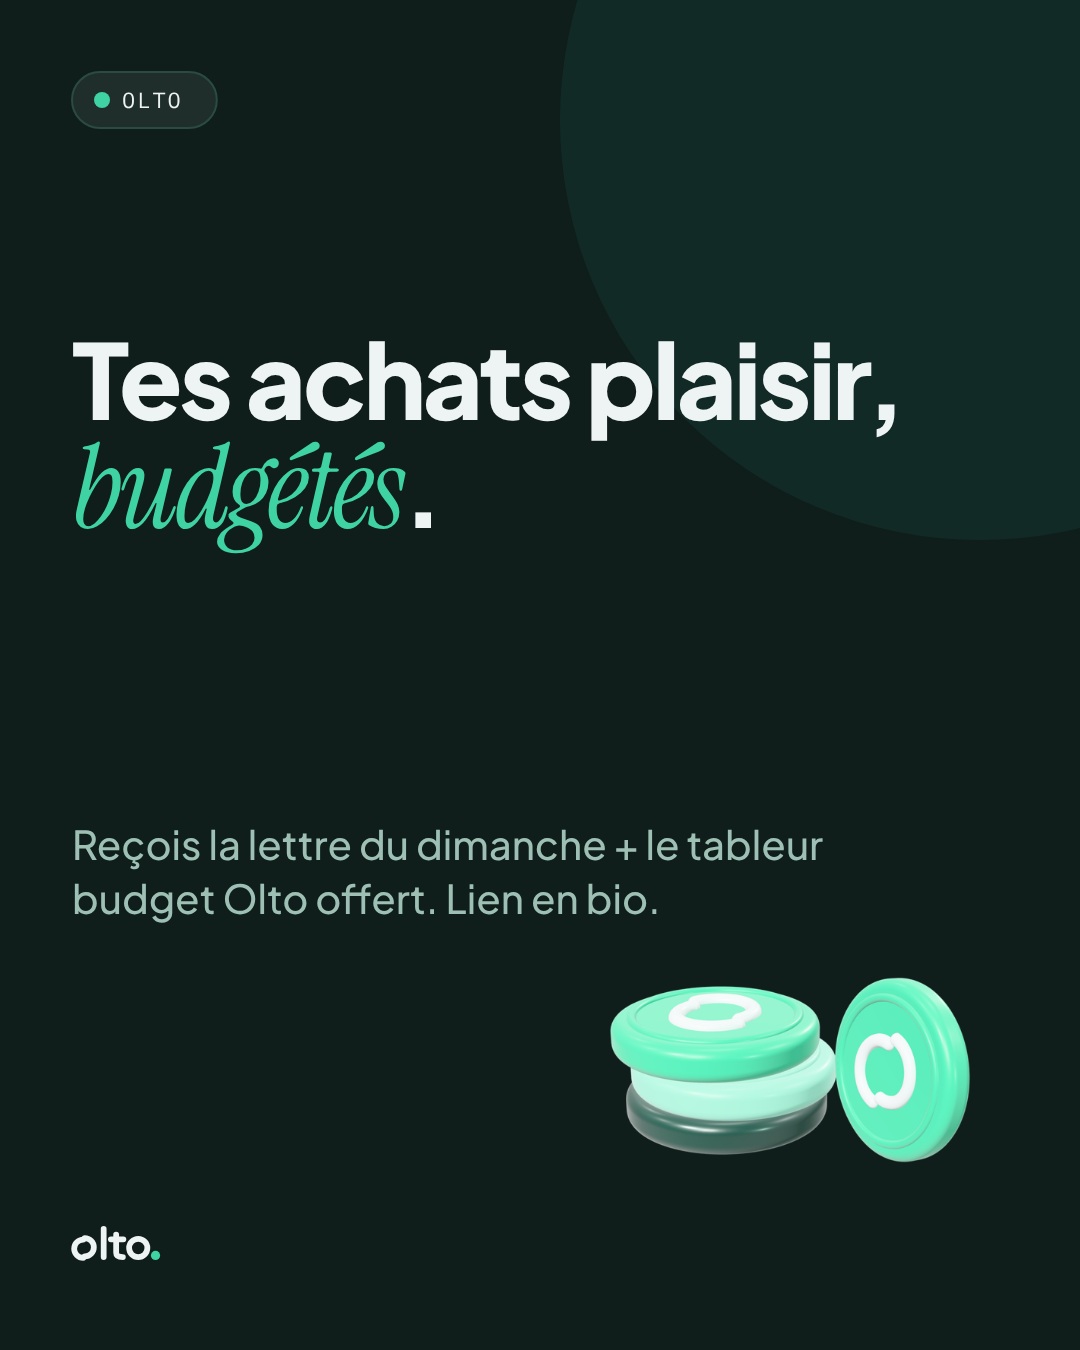 OLTO
Tes achats plaisir,
budgétés.
Reçois la lettre du dimanche + le tableur
budget Olto offert. Lien en bio.
olto.